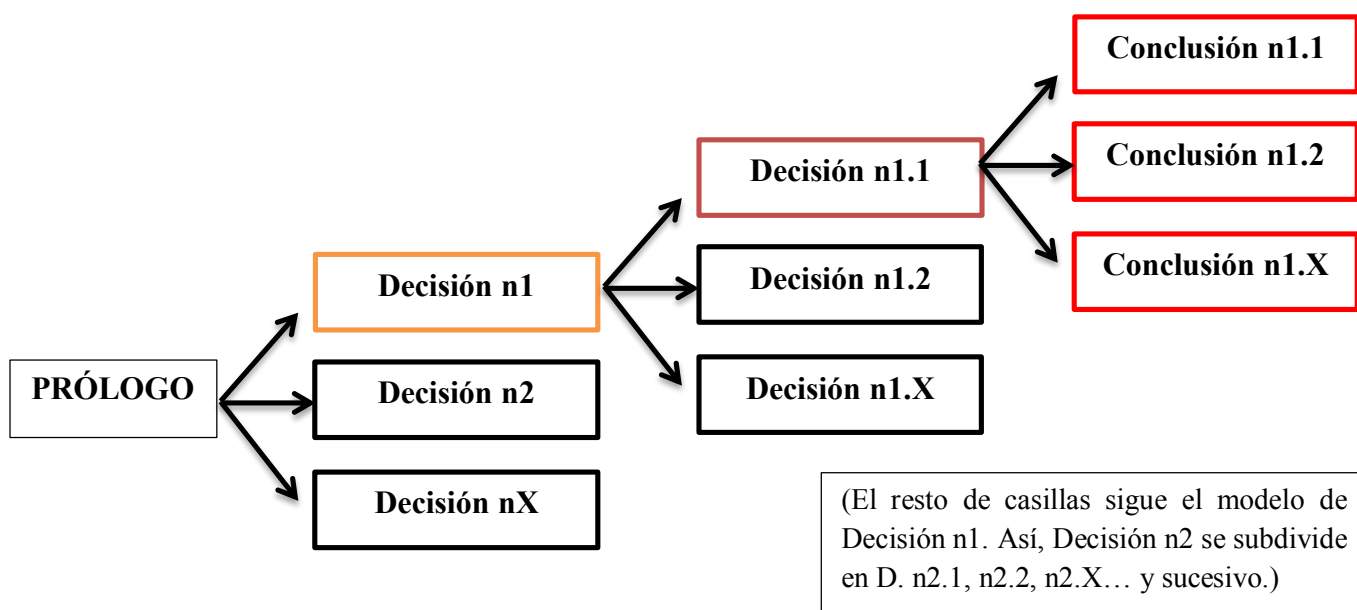 PRÓLOGO
Decisión n1
Decisión n2
Decisión nX
Decisión n1.1
Decisión n1.2
Decisión n1.X
Conclusión n1.1
Conclusión n1.2
Conclusión n1.X
(El resto de casillas sigue el modelo de
Decisión n1. Así, Decisión n2 se subdivide
en D. n2.1, n2.2, n2.X… y sucesivo.)